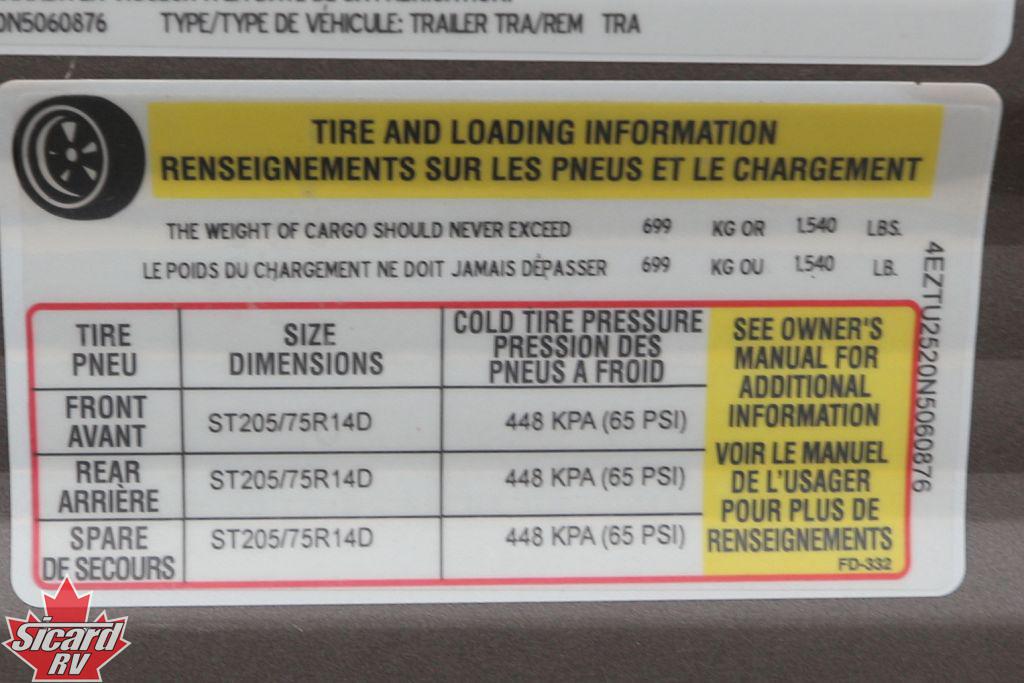 0N5060876 TYPE/TYPE DE VÉHICULE: TRAILER TRA/REM TRA
TIRE AND LOADING INFORMATION
RENSEIGNEMENTS SUR LES PNEUS ET LE CHARGEMENT
THE WEIGHT OF CARGO SHOULD NEVER EXCEED 699 KG OR 1,540 LBS.
LE POIDS DU CHARGEMENT NE DOIT JAMAIS DÉPASSER 699 KG OU 1,540 LB.
4EZTU2520N5060876
TIRE
PNEU
SIZE
DIMENSIONS
COLD TIRE PRESSURE
PRESSION DES
PNEUS A FROID
FRONT
AVANT
ST205/75R14D
448 KPA (65 PSI)
REAR
ARRIÈRE
ST205/75R14D
448 KPA (65 PSI)
SPARE
DE SECOURS
ST205/75R14D
448 KPA (65 PSI)
SEE OWNER'S
MANUAL FOR
ADDITIONAL
INFORMATION
VOIR LE MANUEL
DE L'USAGER
POUR PLUS DE
RENSEIGNEMENTS
FD-332
Sicard
RV